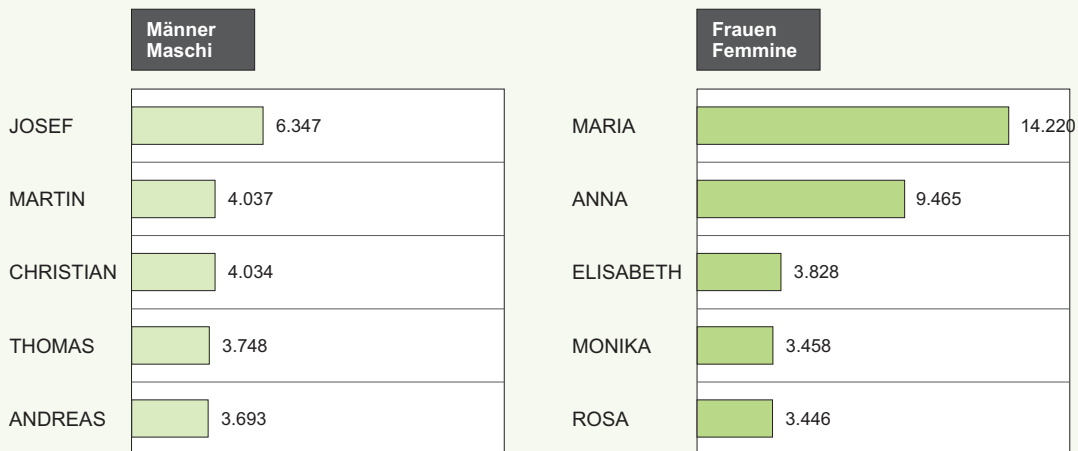 Männer
Maschi
JOSEF 6.347
MARTIN 4.037
CHRISTIAN 4.034
THOMAS 3.748
ANDREAS 3.693
Frauen
Femmine
MARIA 14.220
ANNA 9.465
ELISABETH 3.828
MONIKA 3.458
ROSA 3.446